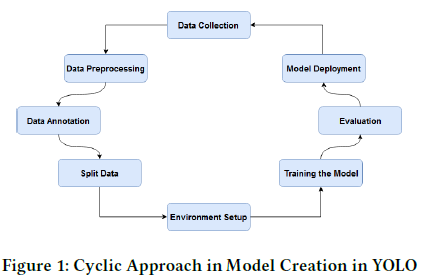 Data Collection
Data Preprocessing
Model Deployment
Data Annotation
Evaluation
Split Data
Training the Model
Environment Setup
Figure 1: Cyclic Approach in Model Creation in YOLO